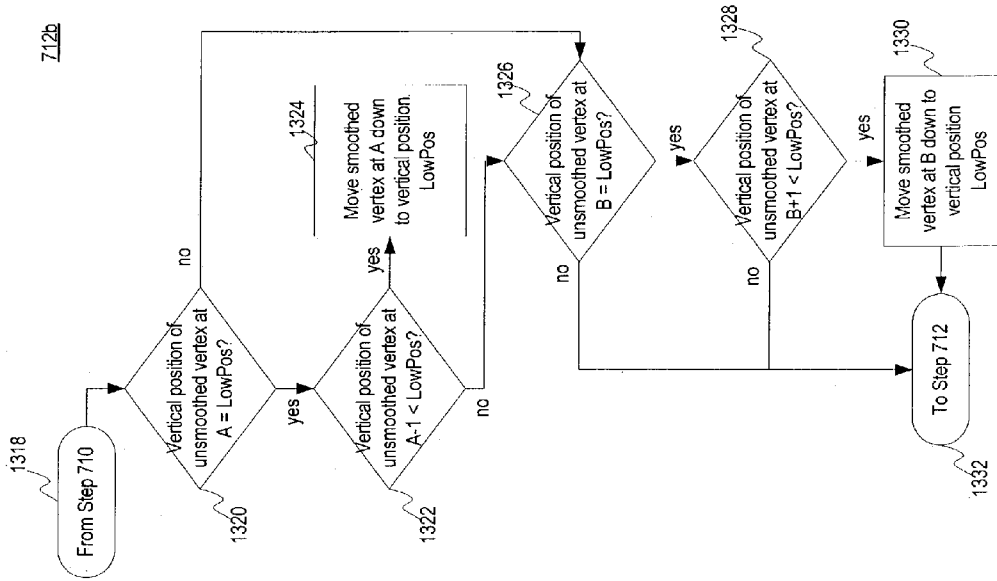 712b
1318
From Step 710
1320
Vertical position of
unsmoothed vertex at
A = LowPos?
no
yes
1322
Vertical position of
unsmoothed vertex at
A-1 < LowPos?
yes
no
1324
Move smoothed
vertex at A down
to vertical position
LowPos
1326
Vertical position of
unsmoothed vertex at
B = LowPos?
no
yes
1328
Vertical position of
unsmoothed vertex at
B+1 < LowPos?
no
yes
1330
Move smoothed
vertex at B down to
vertical position
LowPos
To Step 712
1332